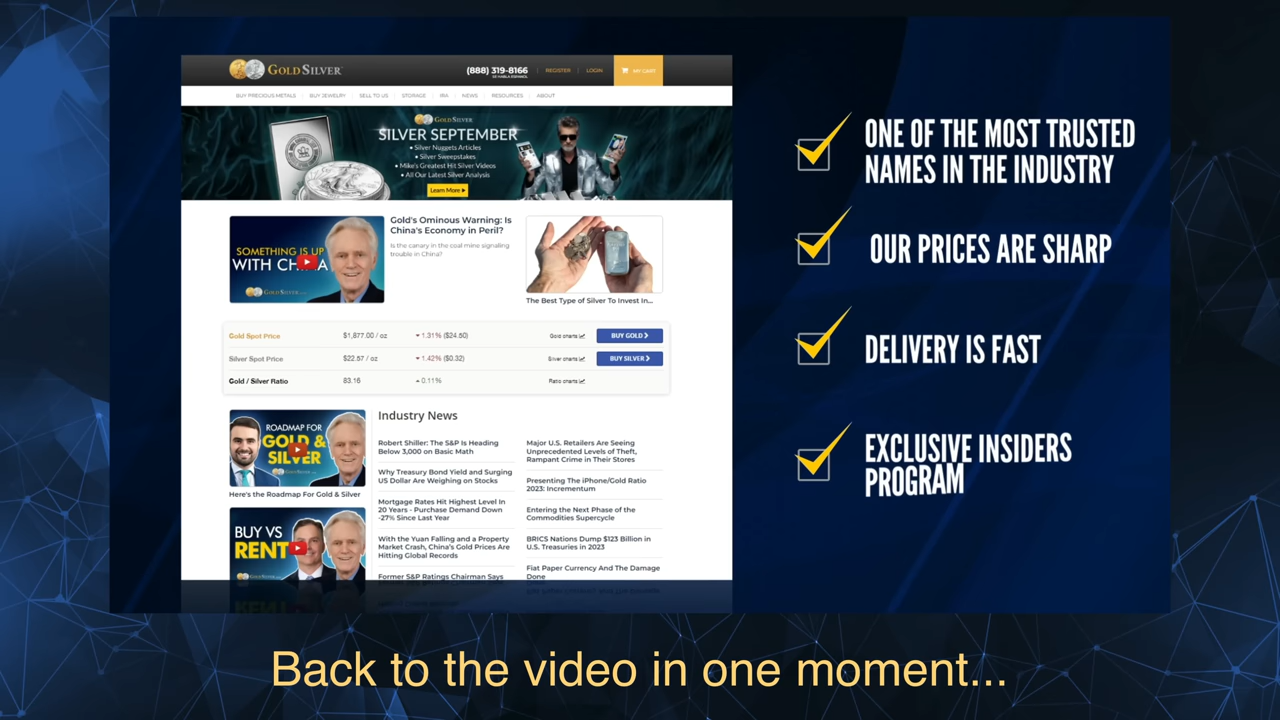 GOLDSILVER
(888) 319-8166
SE HABLA ESPAÑOL
REGISTER
LOGIN
MY CART
BUY PRECIOUS METALS
BUY JEWELRY
SELL TO US
STORAGE
IRA
NEWS
RESOURCES
ABOUT
GOLDSILVER
SILVER SEPTEMBER
• Silver Nuggets Articles
• Silver Sweepstakes
• Mike's Greatest Hit Silver Videos
• All Our Latest Silver Analysis
Learn More
SOMETHING IS UP
WITH CHINA
GOLDSILVER
Gold's Ominous Warning: Is
China's Economy in Peril?
Is the canary in the coal mine signaling
trouble in China?
The Best Type of Silver To Invest In...
Gold Spot Price $1,877.00 / oz 1.31% ($24.50) Gold charts BUY GOLD
Silver Spot Price $22.57 / oz 1.42% ($0.32) Silver charts BUY SILVER
Gold / Silver Ratio 83.16 0.11% Ratio charts
ROADMAP FOR
GOLD &
SILVER
GOLDSILVER
Here's the Roadmap For Gold & Silver
BUY VS
RENT
GOLDSILVER
Industry News
Robert Shiller: The S&P Is Heading
Below 3,000 on Basic Math
Why Treasury Bond Yield and Surging
US Dollar Are Weighing on Stocks
Mortgage Rates Hit Highest Level In
20 Years - Purchase Demand Down
-27% Since Last Year
With the Yuan Falling and a Property
Market Crash, China's Gold Prices Are
Hitting Global Records
Former S&P Ratings Chairman Says
Major U.S. Retailers Are Seeing
Unprecedented Levels of Theft,
Rampant Crime in Their Stores
Presenting The iPhone/Gold Ratio
2023: Incrementum
Entering the Next Phase of the
Commodities Supercycle
BRICS Nations Dump $123 Billion in
U.S. Treasuries in 2023
Fiat Paper Currency And The Damage
Done
ONE OF THE MOST TRUSTED
NAMES IN THE INDUSTRY
OUR PRICES ARE SHARP
DELIVERY IS FAST
EXCLUSIVE INSIDERS
PROGRAM
Back to the video in one moment...